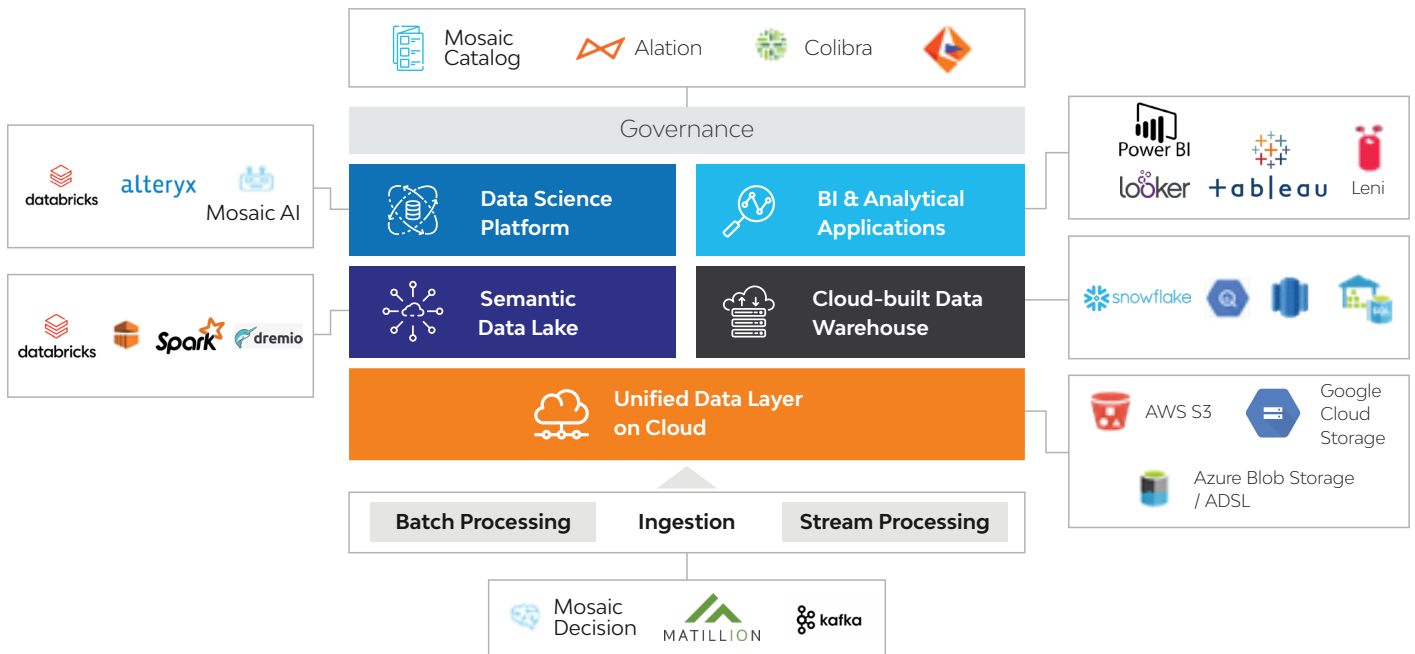 Mosaic
Catalog
Alation
Colibra
Governance
databricks
alteryx
Mosaic AI
Data Science
Platform
BI & Analytical
Applications
Power BI
looker
+ableau
Leni
databricks
Spark
dremio
Semantic
Data Lake
Cloud-built Data
Warehouse
snowflake
SQL
Unified Data Layer
on Cloud
AWS S3
Google
Cloud
Storage
Azure Blob Storage
/ ADSL
Batch Processing
Ingestion
Stream Processing
Mosaic
Decision
MATILLION
kafka